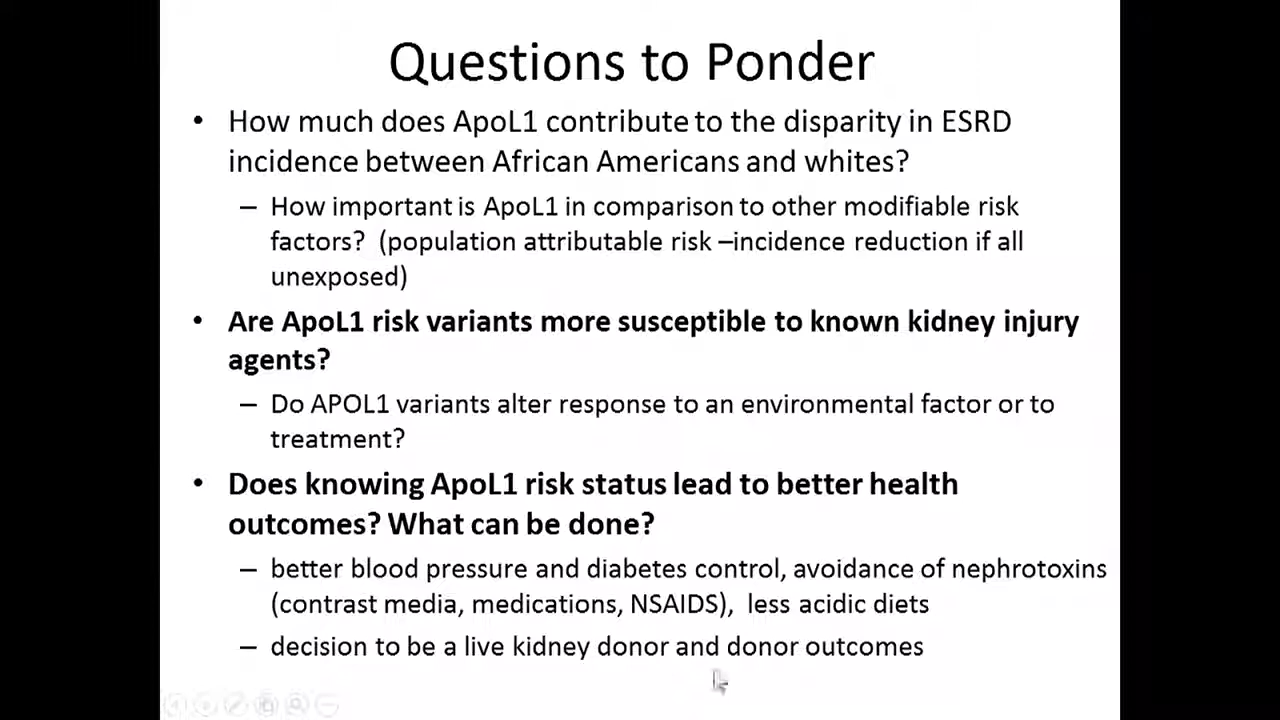 Questions to Ponder
• How much does ApoL1 contribute to the disparity in ESRD
incidence between African Americans and whites?
– How important is ApoL1 in comparison to other modifiable risk
factors? (population attributable risk –incidence reduction if all
unexposed)
• Are ApoL1 risk variants more susceptible to known kidney injury
agents?
– Do APOL1 variants alter response to an environmental factor or to
treatment?
• Does knowing ApoL1 risk status lead to better health
outcomes? What can be done?
– better blood pressure and diabetes control, avoidance of nephrotoxins
(contrast media, medications, NSAIDS), less acidic diets
– decision to be a live kidney donor and donor outcomes